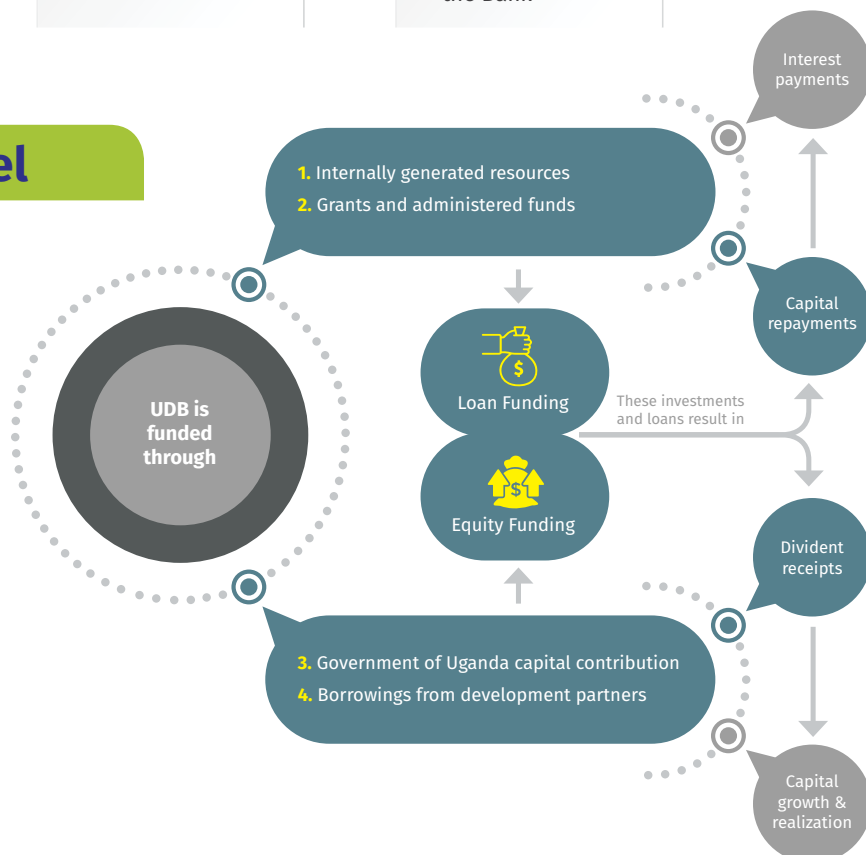 the Bank
el
Interest
payments
1. Internally generated resources
2. Grants and administered funds
Capital
repayments
Loan Funding
These investments
and loans result in
UDB is
funded
through
Equity Funding
Divident
receipts
3. Government of Uganda capital contribution
4. Borrowings from development partners
Capital
growth &
realization